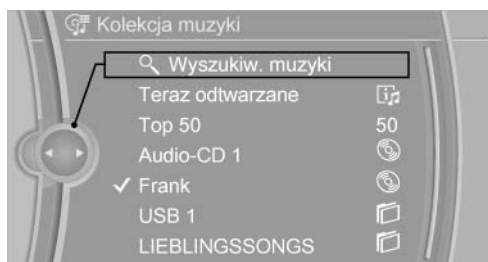 Kolekcja muzyki
Wyszukiw. muzyki
Teraz odtwarzane
Top 50 50
Audio-CD 1
Frank
USB 1
LIEBLINGSSONGS